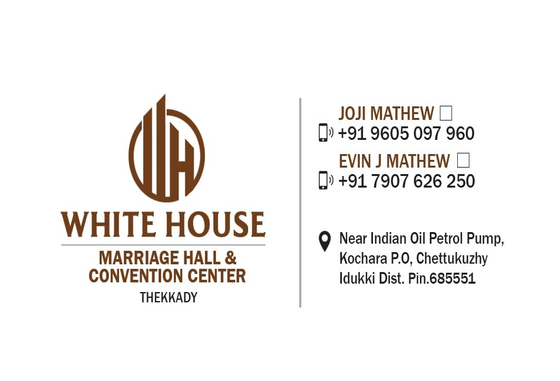 WH
WHITE HOUSE
MARRIAGE HALL &
CONVENTION CENTER
THEKKADY
JOJI MATHEW □
+91 9605 097 960
EVIN J MATHEW □
+91 7907 626 250
Near Indian Oil Petrol Pump,
Kochara P.O, Chettukuzhy
Idukki Dist. Pin.685551